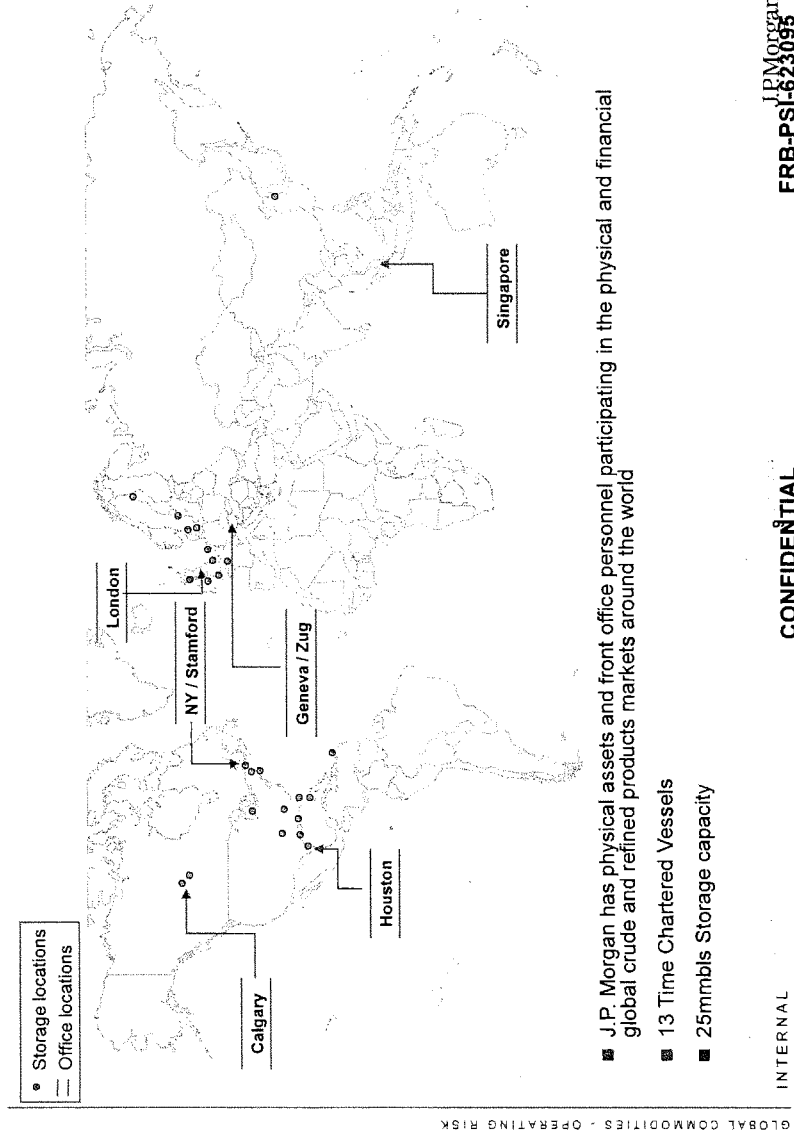 Storage locations
Office locations
London
NY / Stamford
Calgary
Geneva / Zug
Houston
Singapore
■ J.P. Morgan has physical assets and front office personnel participating in the physical and financial
global crude and refined products markets around the world
■ 13 Time Chartered Vessels
■ 25mmbls Storage capacity
GLOBAL COMMODITIES - OPERATING RISK
INTERNAL
CONFIDENTIAL
J.P.Morgan
FRB-PSI-623095